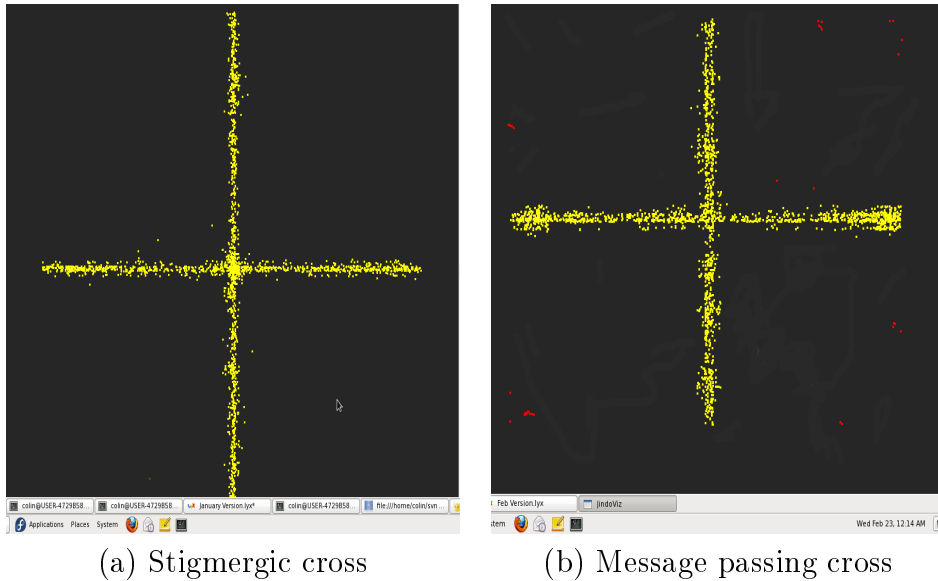 colin@USER-4729B58... colin@USER-4729B58... January Version.lyx* colin@USER-4729B58... file:///home/colin/svn ...
Applications Places System
Feb Version.lyx JindoViz
stem Wed Feb 23, 12:14 AM
(a) Stigmergic cross
(b) Message passing cross